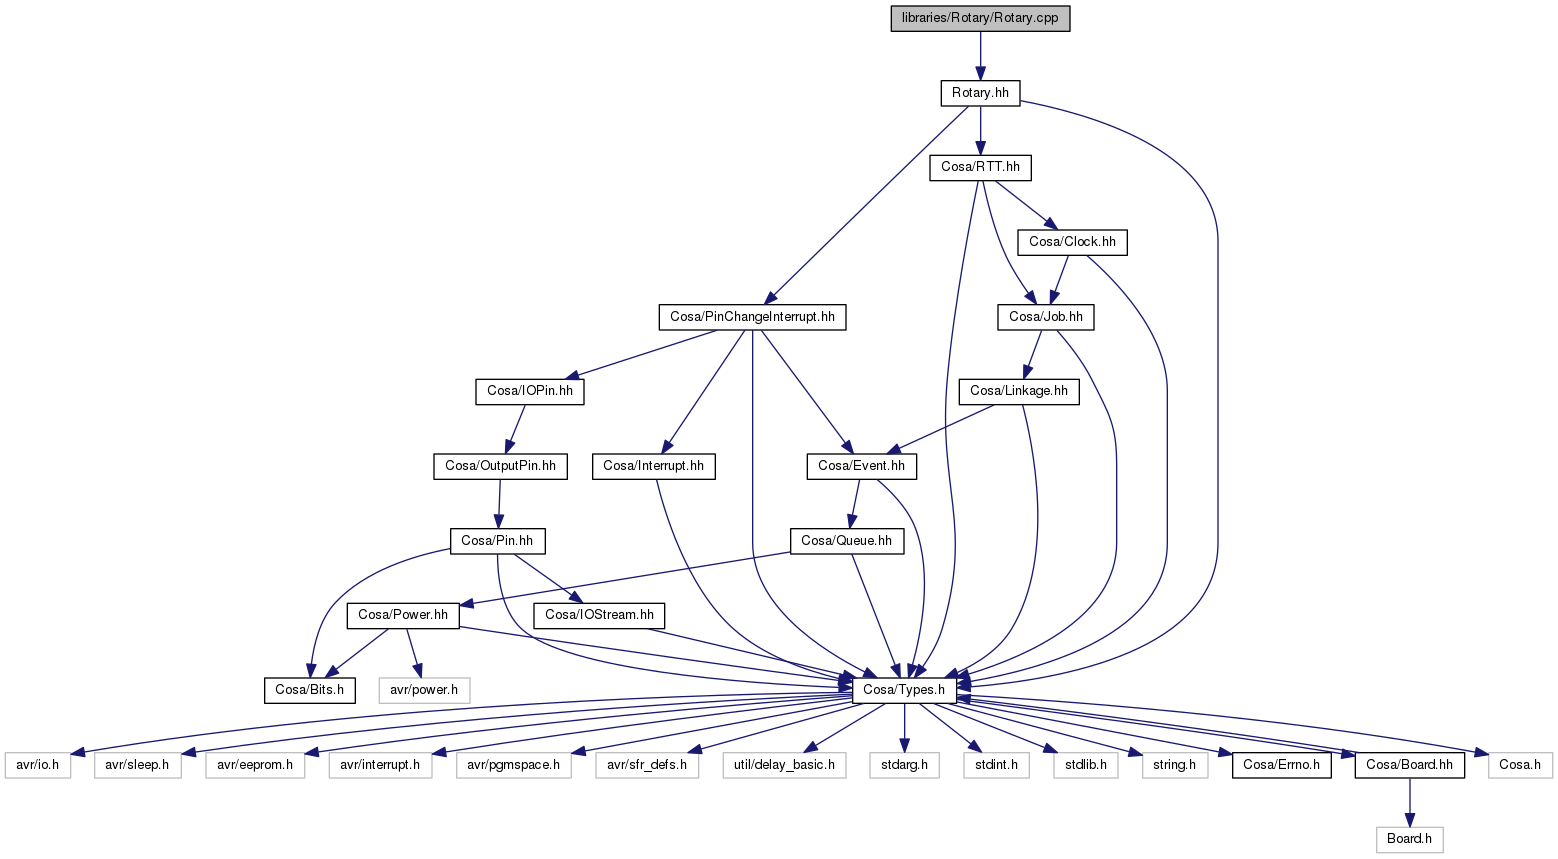 libraries/Rotary/Rotary.cpp
Rotary.hh
Cosa/RTT.hh
Cosa/Clock.hh
Cosa/PinChangeInterrupt.hh
Cosa/Job.hh
Cosa/IOPin.hh
Cosa/Linkage.hh
Cosa/OutputPin.hh
Cosa/Interrupt.hh
Cosa/Event.hh
Cosa/Pin.hh
Cosa/Queue.hh
Cosa/Power.hh
Cosa/IOStream.hh
Cosa/Bits.h
avr/power.h
Cosa/Types.h
avr/io.h
avr/sleep.h
avr/eeprom.h
avr/interrupt.h
avr/pgmspace.h
avr/sfr_defs.h
util/delay_basic.h
stdarg.h
stdint.h
stdlib.h
string.h
Cosa/Errno.h
Cosa/Board.hh
Cosa.h
Board.h